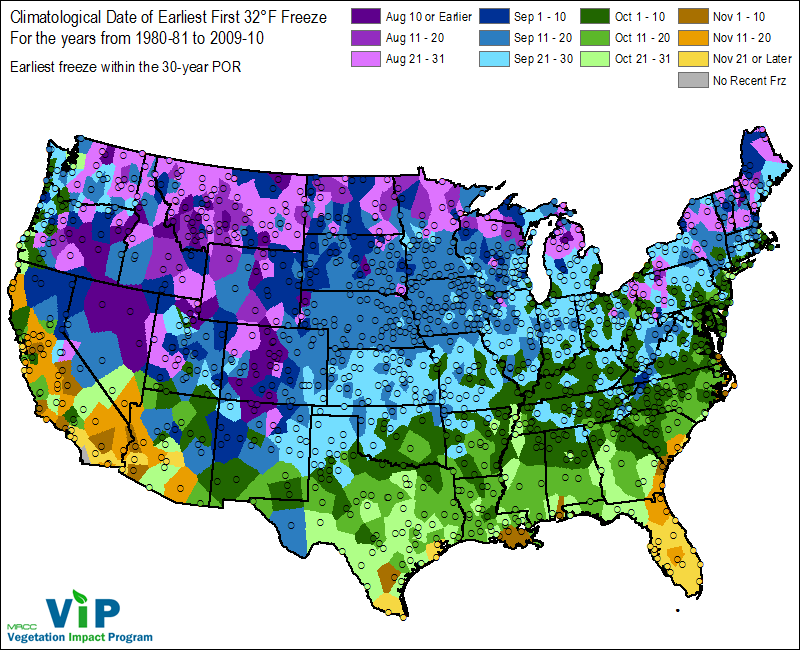 Climatological Date of Earliest First 32°F Freeze
For the years from 1980-81 to 2009-10
Earliest freeze within the 30-year POR
Aug 10 or Earlier
Aug 11 - 20
Aug 21 - 31
Sep 1 - 10
Sep 11 - 20
Sep 21 - 30
Oct 1 - 10
Oct 11 - 20
Oct 21 - 31
Nov 1 - 10
Nov 11 - 20
Nov 21 or Later
No Recent Frz
MRCC ViP
Vegetation Impact Program